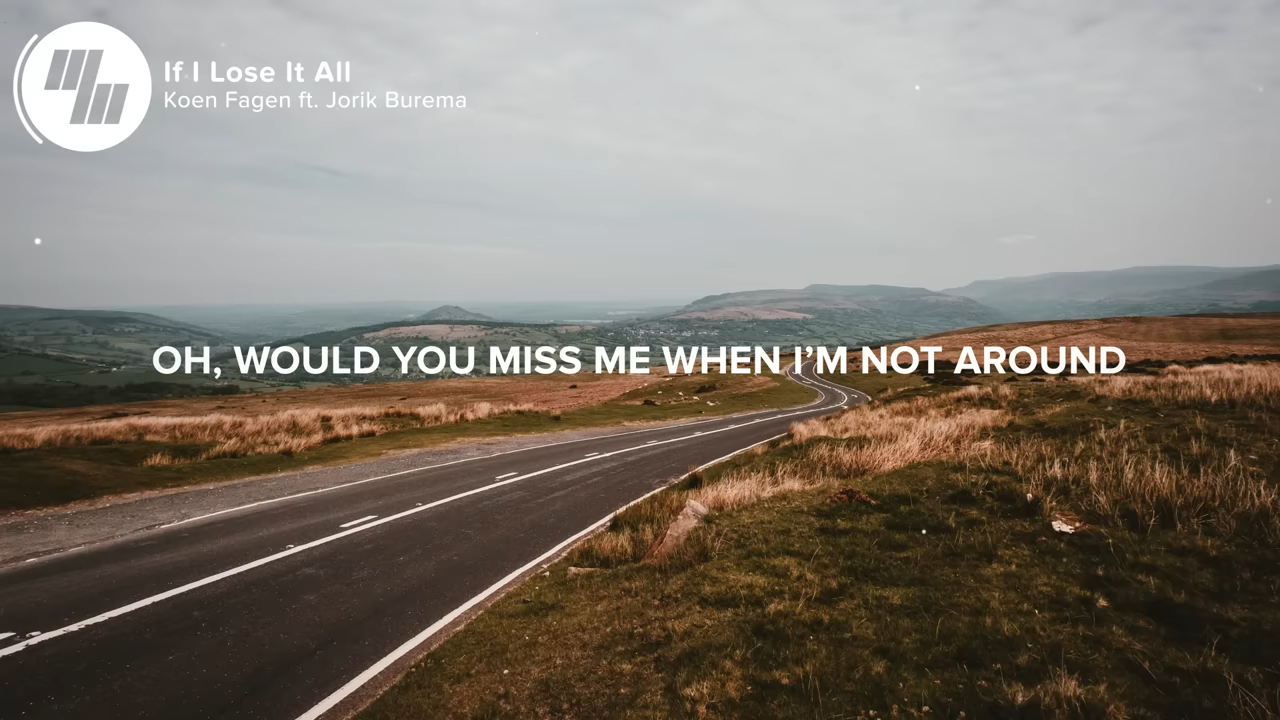 If I Lose It All
Koen Fagen ft. Jorik Burema
OH, WOULD YOU MISS ME WHEN I’M NOT AROUND